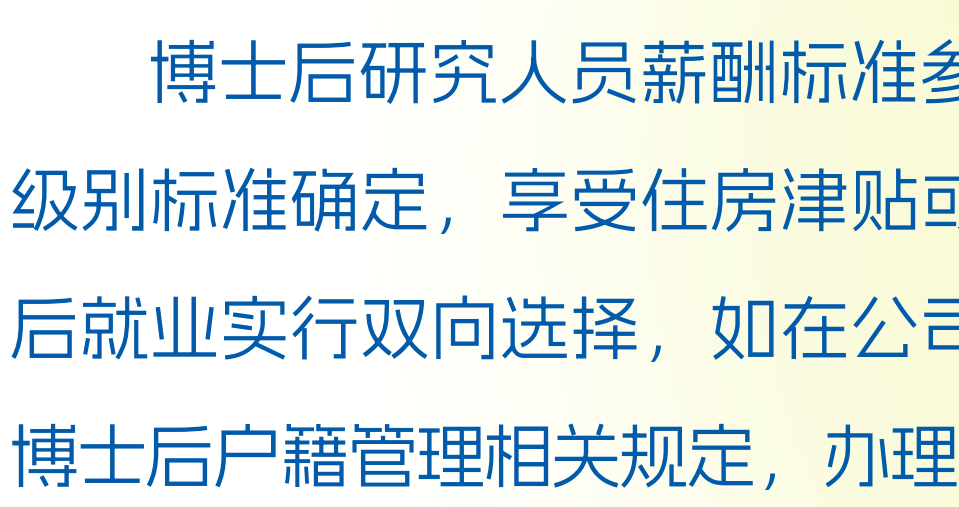 博士后研究人员薪酬标准参
级别标准确定，享受住房津贴或
后就业实行双向选择，如在公司
博士后户籍管理相关规定，办理